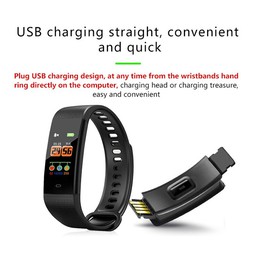 USB charging straight, convenient
and quick
Plug USB charging design, at any time from the wristbands hand
ring directly on the computer, charging head or charging treasure,
easy and convenient